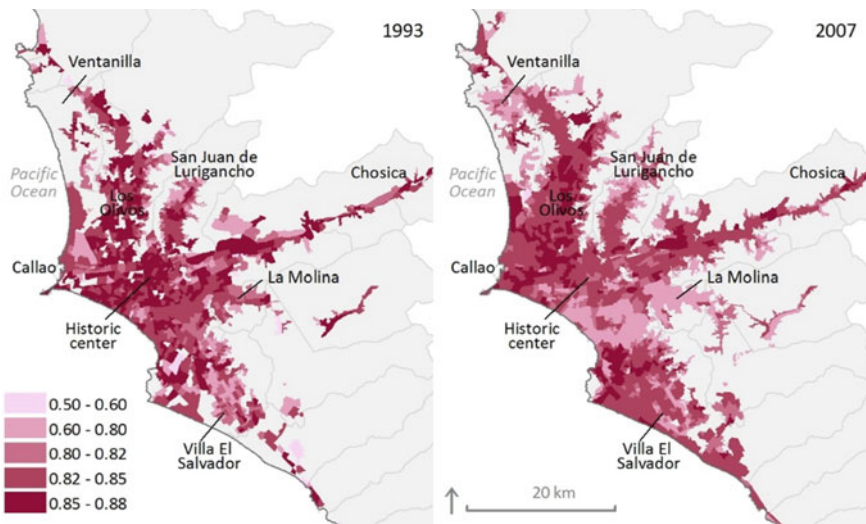 1993
Ventanilla
San Juan de
Lurigancho
Chosica
Pacific
Ocean
Los
Olivos
Callao
La Molina
Historic
center
Villa El
Salvador
0.50 - 0.60
0.60 - 0.80
0.80 - 0.82
0.82 - 0.85
0.85 - 0.88
2007
Ventanilla
San Juan de
Lurigancho
Chosica
Pacific
Ocean
Los
Olivos
Callao
La Molina
Historic
center
Villa El
Salvador
20 km